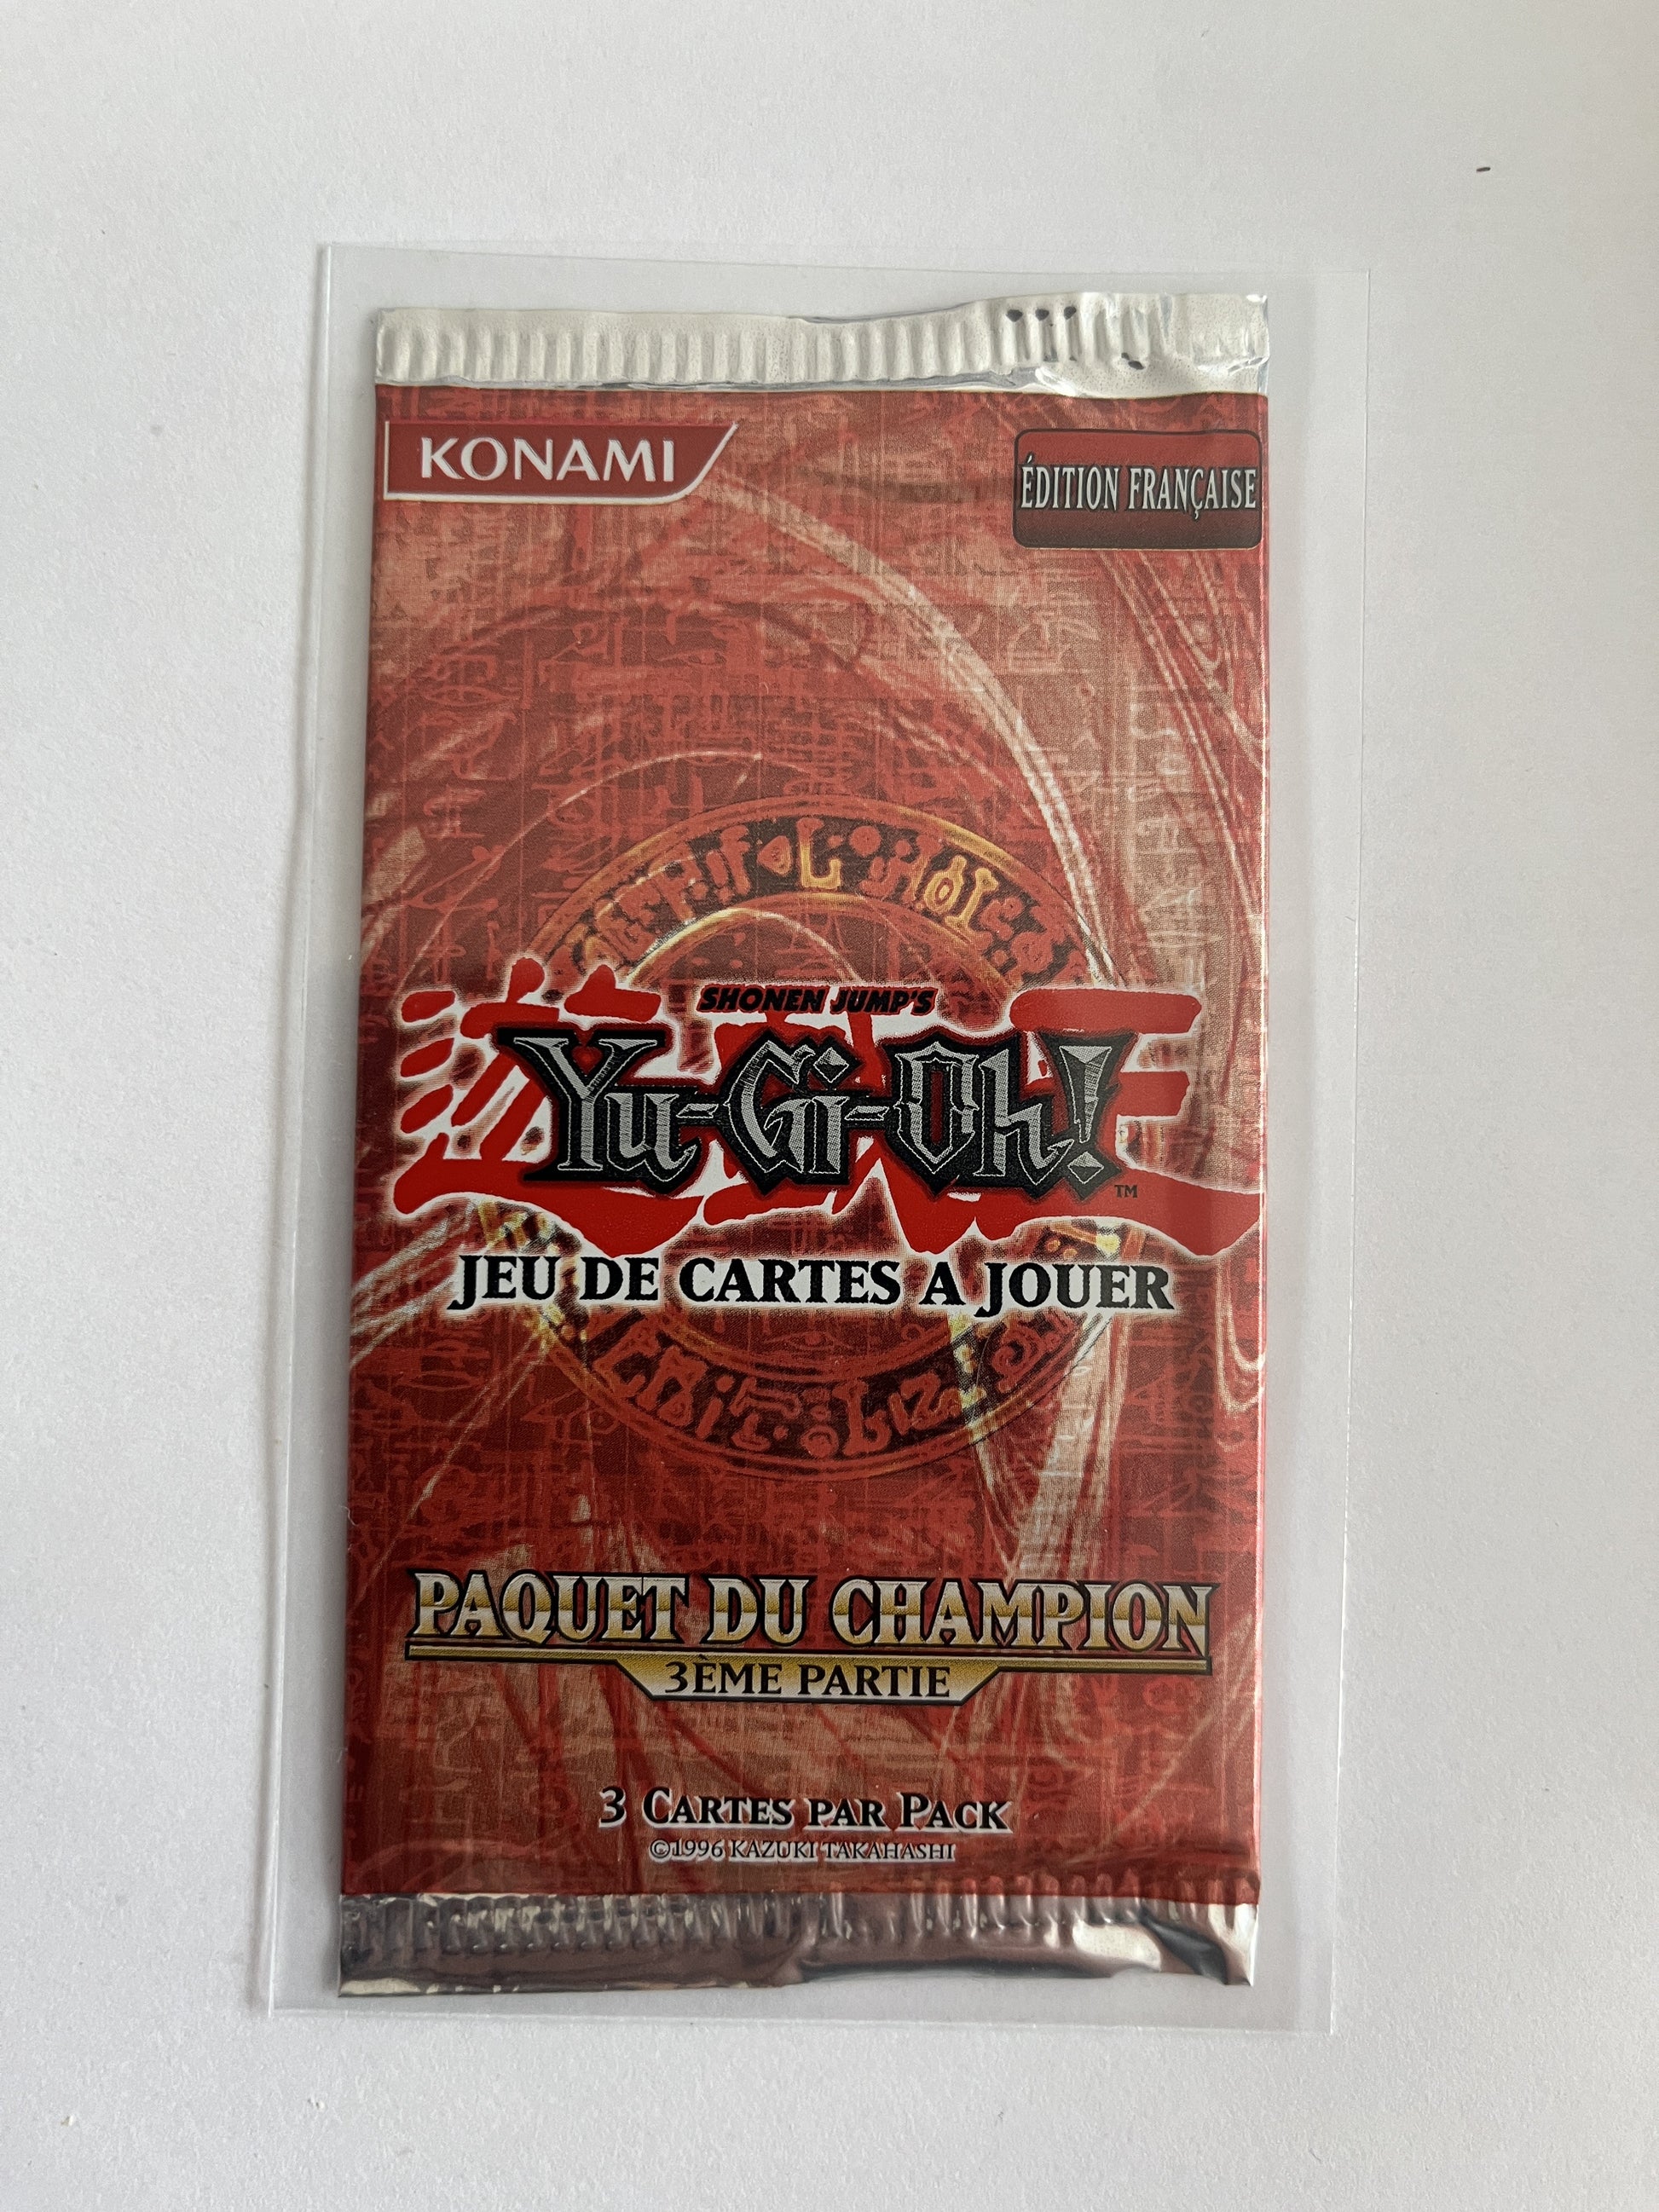 KONAMI
ÉDITION FRANÇAISE
SHONEN JUMP'S
Yu-Gi-Oh!
TM
JEU DE CARTES A JOUER
PAQUET DU CHAMPION
3ÈME PARTIE
3 CARTES PAR PACK
©1996 KAZUKI TAKAHASHI